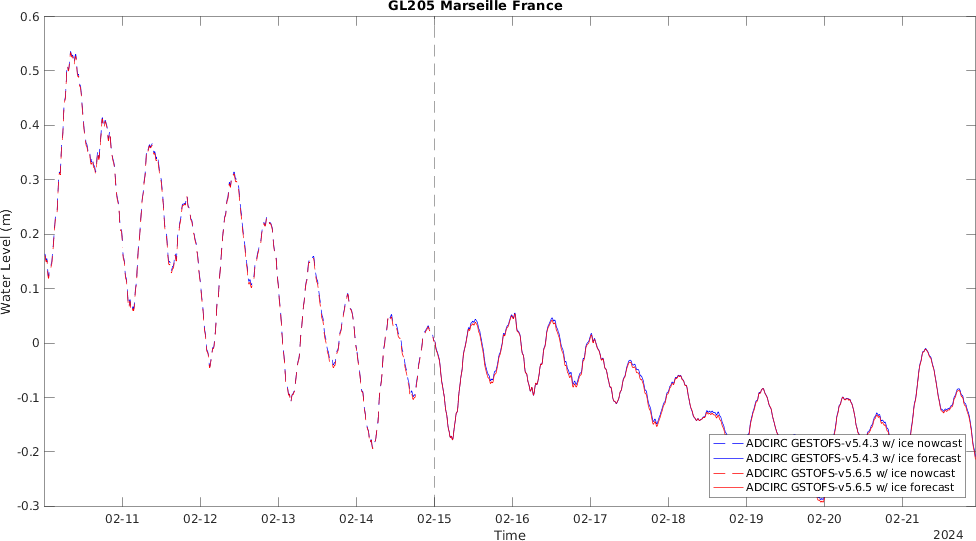 GL205 Marseille France
0.6
0.5
0.4
0.3
0.2
0.1
0
-0.1
-0.2
-0.3
Water Level (m)
ADCIRC GESTOFS-v5.4.3 w/ ice nowcast
ADCIRC GESTOFS-v5.4.3 w/ ice forecast
ADCIRC GSTOFS-v5.6.5 w/ ice nowcast
ADCIRC GSTOFS-v5.6.5 w/ ice forecast
02-11 02-12 02-13 02-14 02-15 02-16 02-17 02-18 02-19 02-20 02-21
Time
2024